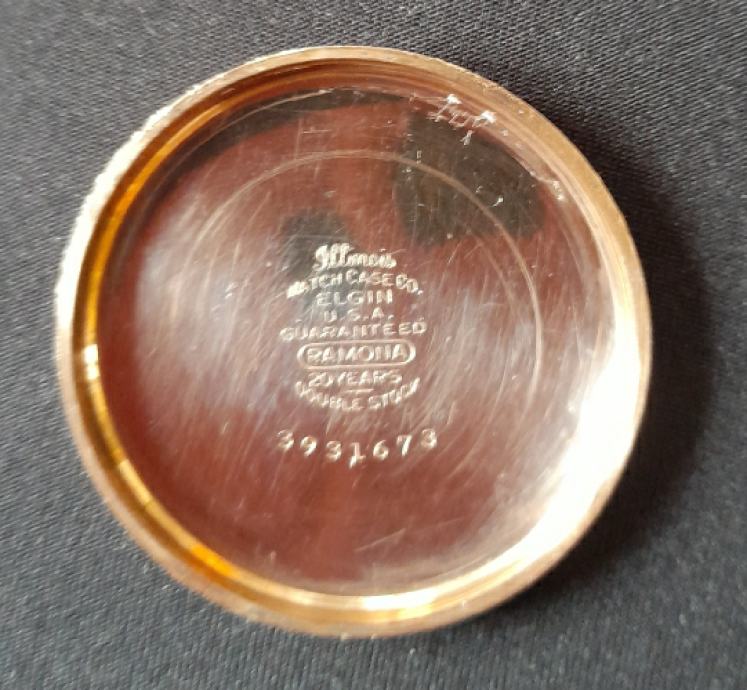 Illinois
WATCH CASE CO.
ELGIN
U.S.A.
GUARANTEED
RAMONA
20 YEARS
DOUBLE STOCK
3931673